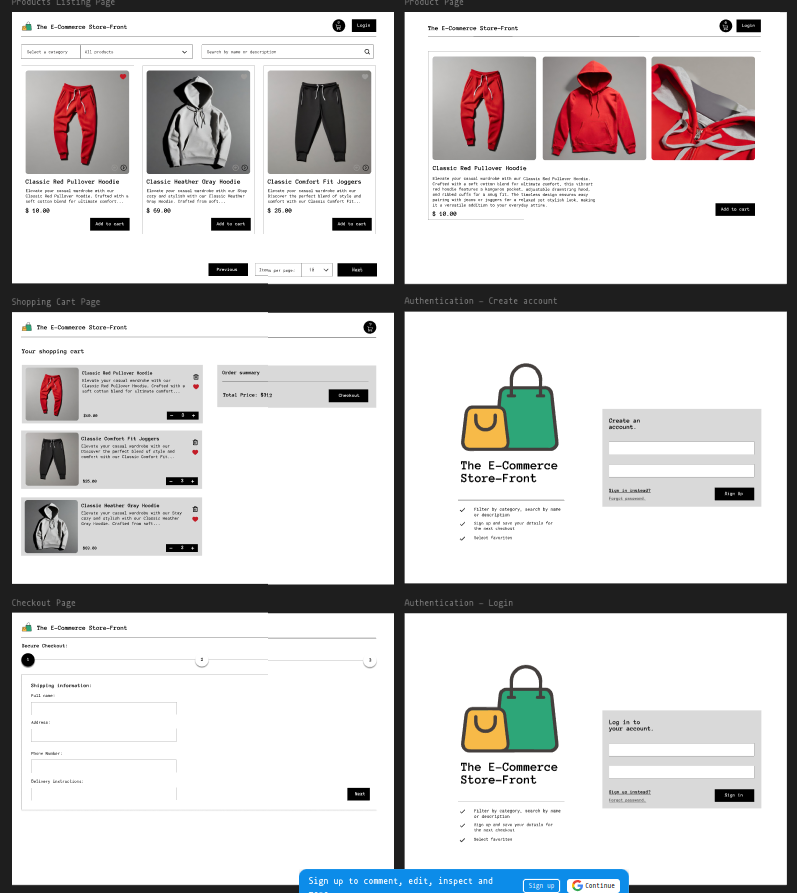 Products Listing Page
The E-Commerce Store-Front
Login
Select a category
All products
Search by name or description
Classic Red Pullover Hoodie
Elevate your casual wardrobe with our
Classic Red Pullover Hoodie. Crafted with a
soft cotton blend for ultimate comfort...
$ 10.00
Add to cart
Classic Heather Gray Hoodie
Elevate your casual wardrobe with our Stay
cozy and stylish with our Classic Heather
Gray Hoodie. Crafted from soft...
$ 69.00
Add to cart
Classic Comfort Fit Joggers
Elevate your casual wardrobe with our
Discover the perfect blend of style and
comfort with our Classic Comfort Fit...
$ 25.00
Add to cart
Previous
Items per page:
10
Next
Product Page
The E-Commerce Store-Front
Login
Classic Red Pullover Hoodie
Elevate your casual wardrobe with our Classic Red Pullover Hoodie.
Crafted with a soft cotton blend for ultimate comfort, this vibrant
red hoodie features a kangaroo pocket, adjustable drawstring hood,
and ribbed cuffs for a snug fit. The timeless design ensures easy
pairing with jeans or joggers for a relaxed yet stylish look, making
it a versatile addition to your everyday attire.
$ 10.00
Add to cart
Shopping Cart Page
The E-Commerce Store-Front
Your shopping cart
Classic Red Pullover Hoodie
Elevate your casual wardrobe with our
Classic Red Pullover Hoodie. Crafted with a
soft cotton blend for ultimate comfort...
- 3 +
Classic Comfort Fit Joggers
Elevate your casual wardrobe with our
Discover the perfect blend of style and
comfort with our Classic Comfort Fit...
$25.00
- 3 +
Classic Heather Gray Hoodie
Elevate your casual wardrobe with our Stay
cozy and stylish with our Classic Heather
Gray Hoodie. Crafted from soft...
$69.00
- 3 +
Order summary
Total Price: $312
Checkout
Authentication – Create account
The E-Commerce
Store-Front
Filter by category, search by name
or description
Sign up and save your details for
the next checkout
Select favorites
Create an
account.
Sign in instead?
Forgot password.
Sign Up
Checkout Page
The E-Commerce Store-Front
Secure Checkout:
1
2
3
Shipping information:
Full name:
Address:
Phone Number:
Delivery instructions:
Next
Authentication – Login
The E-Commerce
Store-Front
Filter by category, search by name
or description
Sign up and save your details for
the next checkout
Select favorites
Log in to
your account.
Sign up instead?
Forgot password.
Sign in
Sign up to comment, edit, inspect and
Sign up
Continue